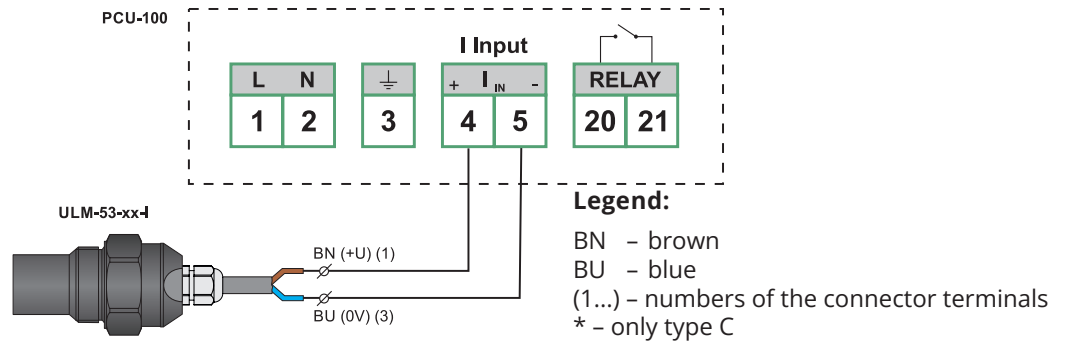 PCU-100
I Input
L N
+ I IN -
RELAY
1 2
3
4 5
20 21
ULM-53-xx-I
BN (+U) (1)
BU (0V) (3)
Legend:
BN – brown
BU – blue
(1...) – numbers of the connector terminals
* – only type C